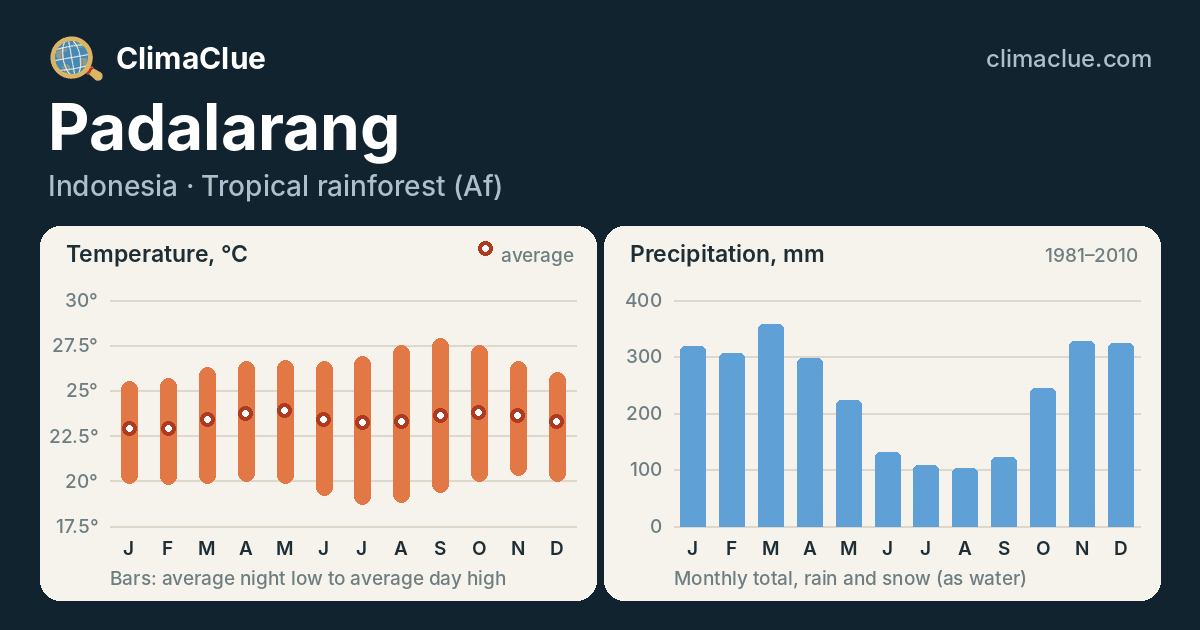 ClimaClue
climaclue.com
Padalarang
Indonesia · Tropical rainforest (Af)
Temperature, °C
average
30°
27.5°
25°
22.5°
20°
17.5°
J F M A M J J A S O N D
Bars: average night low to average day high
Precipitation, mm
1981–2010
400
300
200
100
0
J F M A M J J A S O N D
Monthly total, rain and snow (as water)